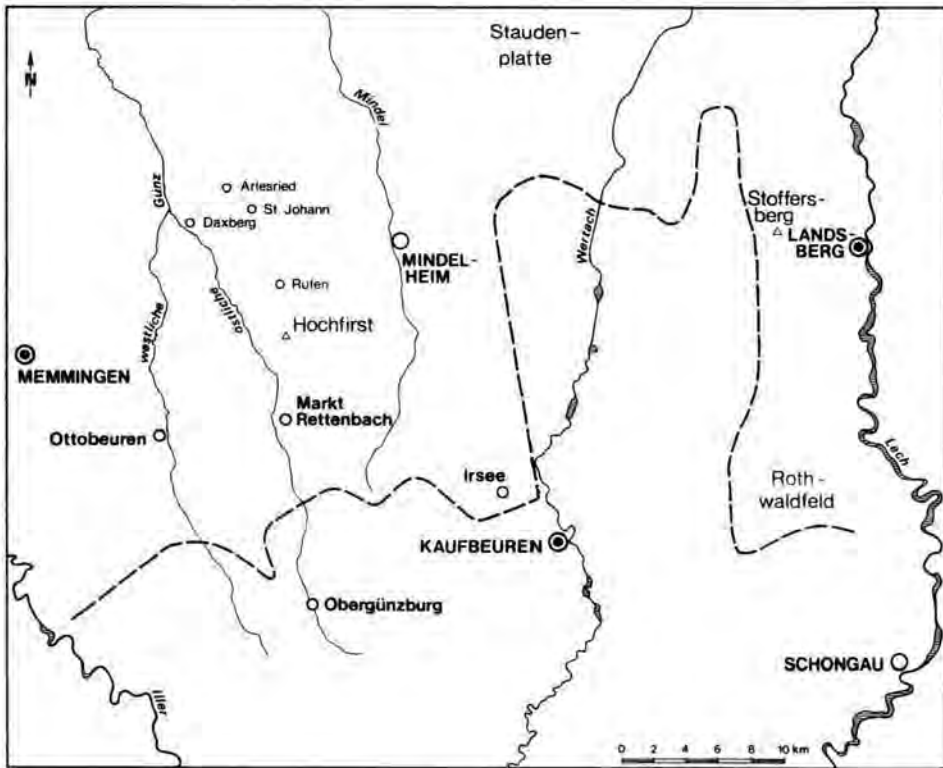 Stauden-
platte
N
Mindel
Günz
Arlesried
St. Johann
Daxberg
Stoffers-
berg
LANDS-
BERG
MINDEL-
HEIM
Wertach
Rufen
westliche
östliche
Hochfirst
MEMMINGEN
Markt
Rettenbach
Ottobeuren
Lech
Irsee
Roth-
waldfeld
KAUFBEUREN
Obergünzburg
SCHONGAU
Iller
0 2 4 6 8 10 km